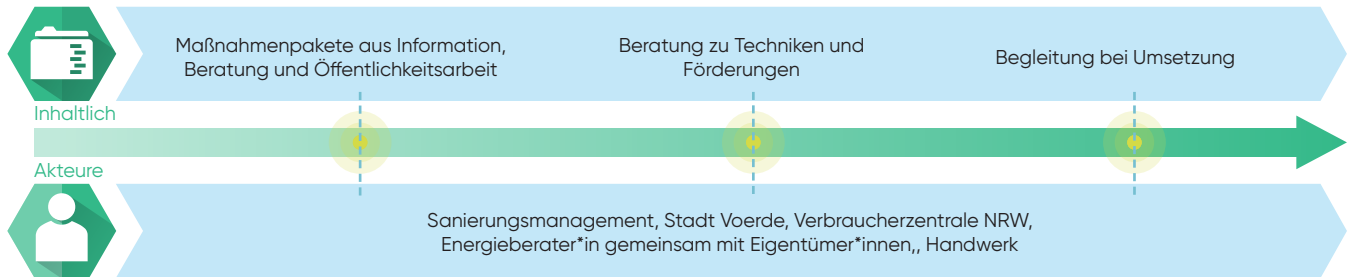 Maßnahmenpakete aus Information,
Beratung und Öffentlichkeitsarbeit
Beratung zu Techniken und
Förderungen
Begleitung bei Umsetzung
Inhaltlich
Akteure
Sanierungsmanagement, Stadt Voerde, Verbraucherzentrale NRW,
Energieberater*in gemeinsam mit Eigentümer*innen,, Handwerk